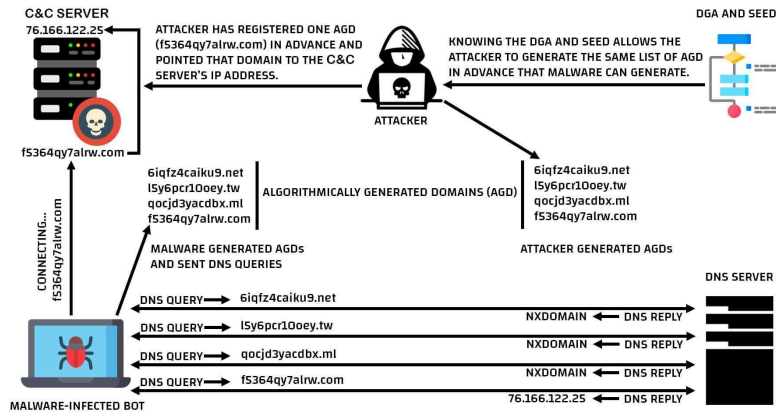 C&C SERVER
76.166.122.25
ATTACKER HAS REGISTERED ONE AGD
(f5364qy7alrw.com) IN ADVANCE AND
POINTED THAT DOMAIN TO THE C&C
SERVER'S IP ADDRESS.
ATTACKER
KNOWING THE DGA AND SEED ALLOWS THE
ATTACKER TO GENERATE THE SAME LIST OF AGD
IN ADVANCE THAT MALWARE CAN GENERATE.
DGA AND SEED
f5364qy7alrw.com
CONNECTING...
f5364qy7alrw.com
6iqfz4caiku9.net
l5y6pcr10oey.tw
qocjd3yacdbx.ml
f5364qy7alrw.com
ALGORITHMICALLY GENERATED DOMAINS (AGD)
6iqfz4caiku9.net
l5y6pcr10oey.tw
qocjd3yacdbx.ml
f5364qy7alrw.com
MALWARE GENERATED AGDs
AND SENT DNS QUERIES
ATTACKER GENERATED AGDs
DNS SERVER
DNS QUERY 6iqfz4caiku9.net
NXDOMAIN DNS REPLY
DNS QUERY l5y6pcr10oey.tw
NXDOMAIN DNS REPLY
DNS QUERY qocjd3yacdbx.ml
NXDOMAIN DNS REPLY
DNS QUERY f5364qy7alrw.com
76.166.122.25 DNS REPLY
MALWARE-INFECTED BOT